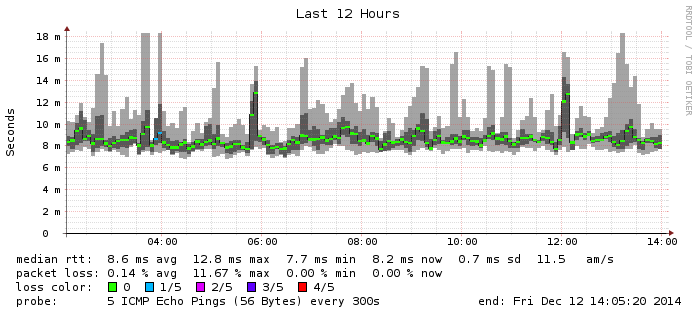 Last 12 Hours
RRDTOOL / TOBI OETIKER
Seconds
18 m
16 m
14 m
12 m
10 m
8 m
6 m
4 m
2 m
0
04:00 06:00 08:00 10:00 12:00 14:00
median rtt: 8.6 ms avg 12.8 ms max 7.7 ms min 8.2 ms now 0.7 ms sd 11.5 am/s
packet loss: 0.14 % avg 11.67 % max 0.00 % min 0.00 % now
loss color: 0 1/5 2/5 3/5 4/5
probe: 5 ICMP Echo Pings (56 Bytes) every 300s end: Fri Dec 12 14:05:20 2014